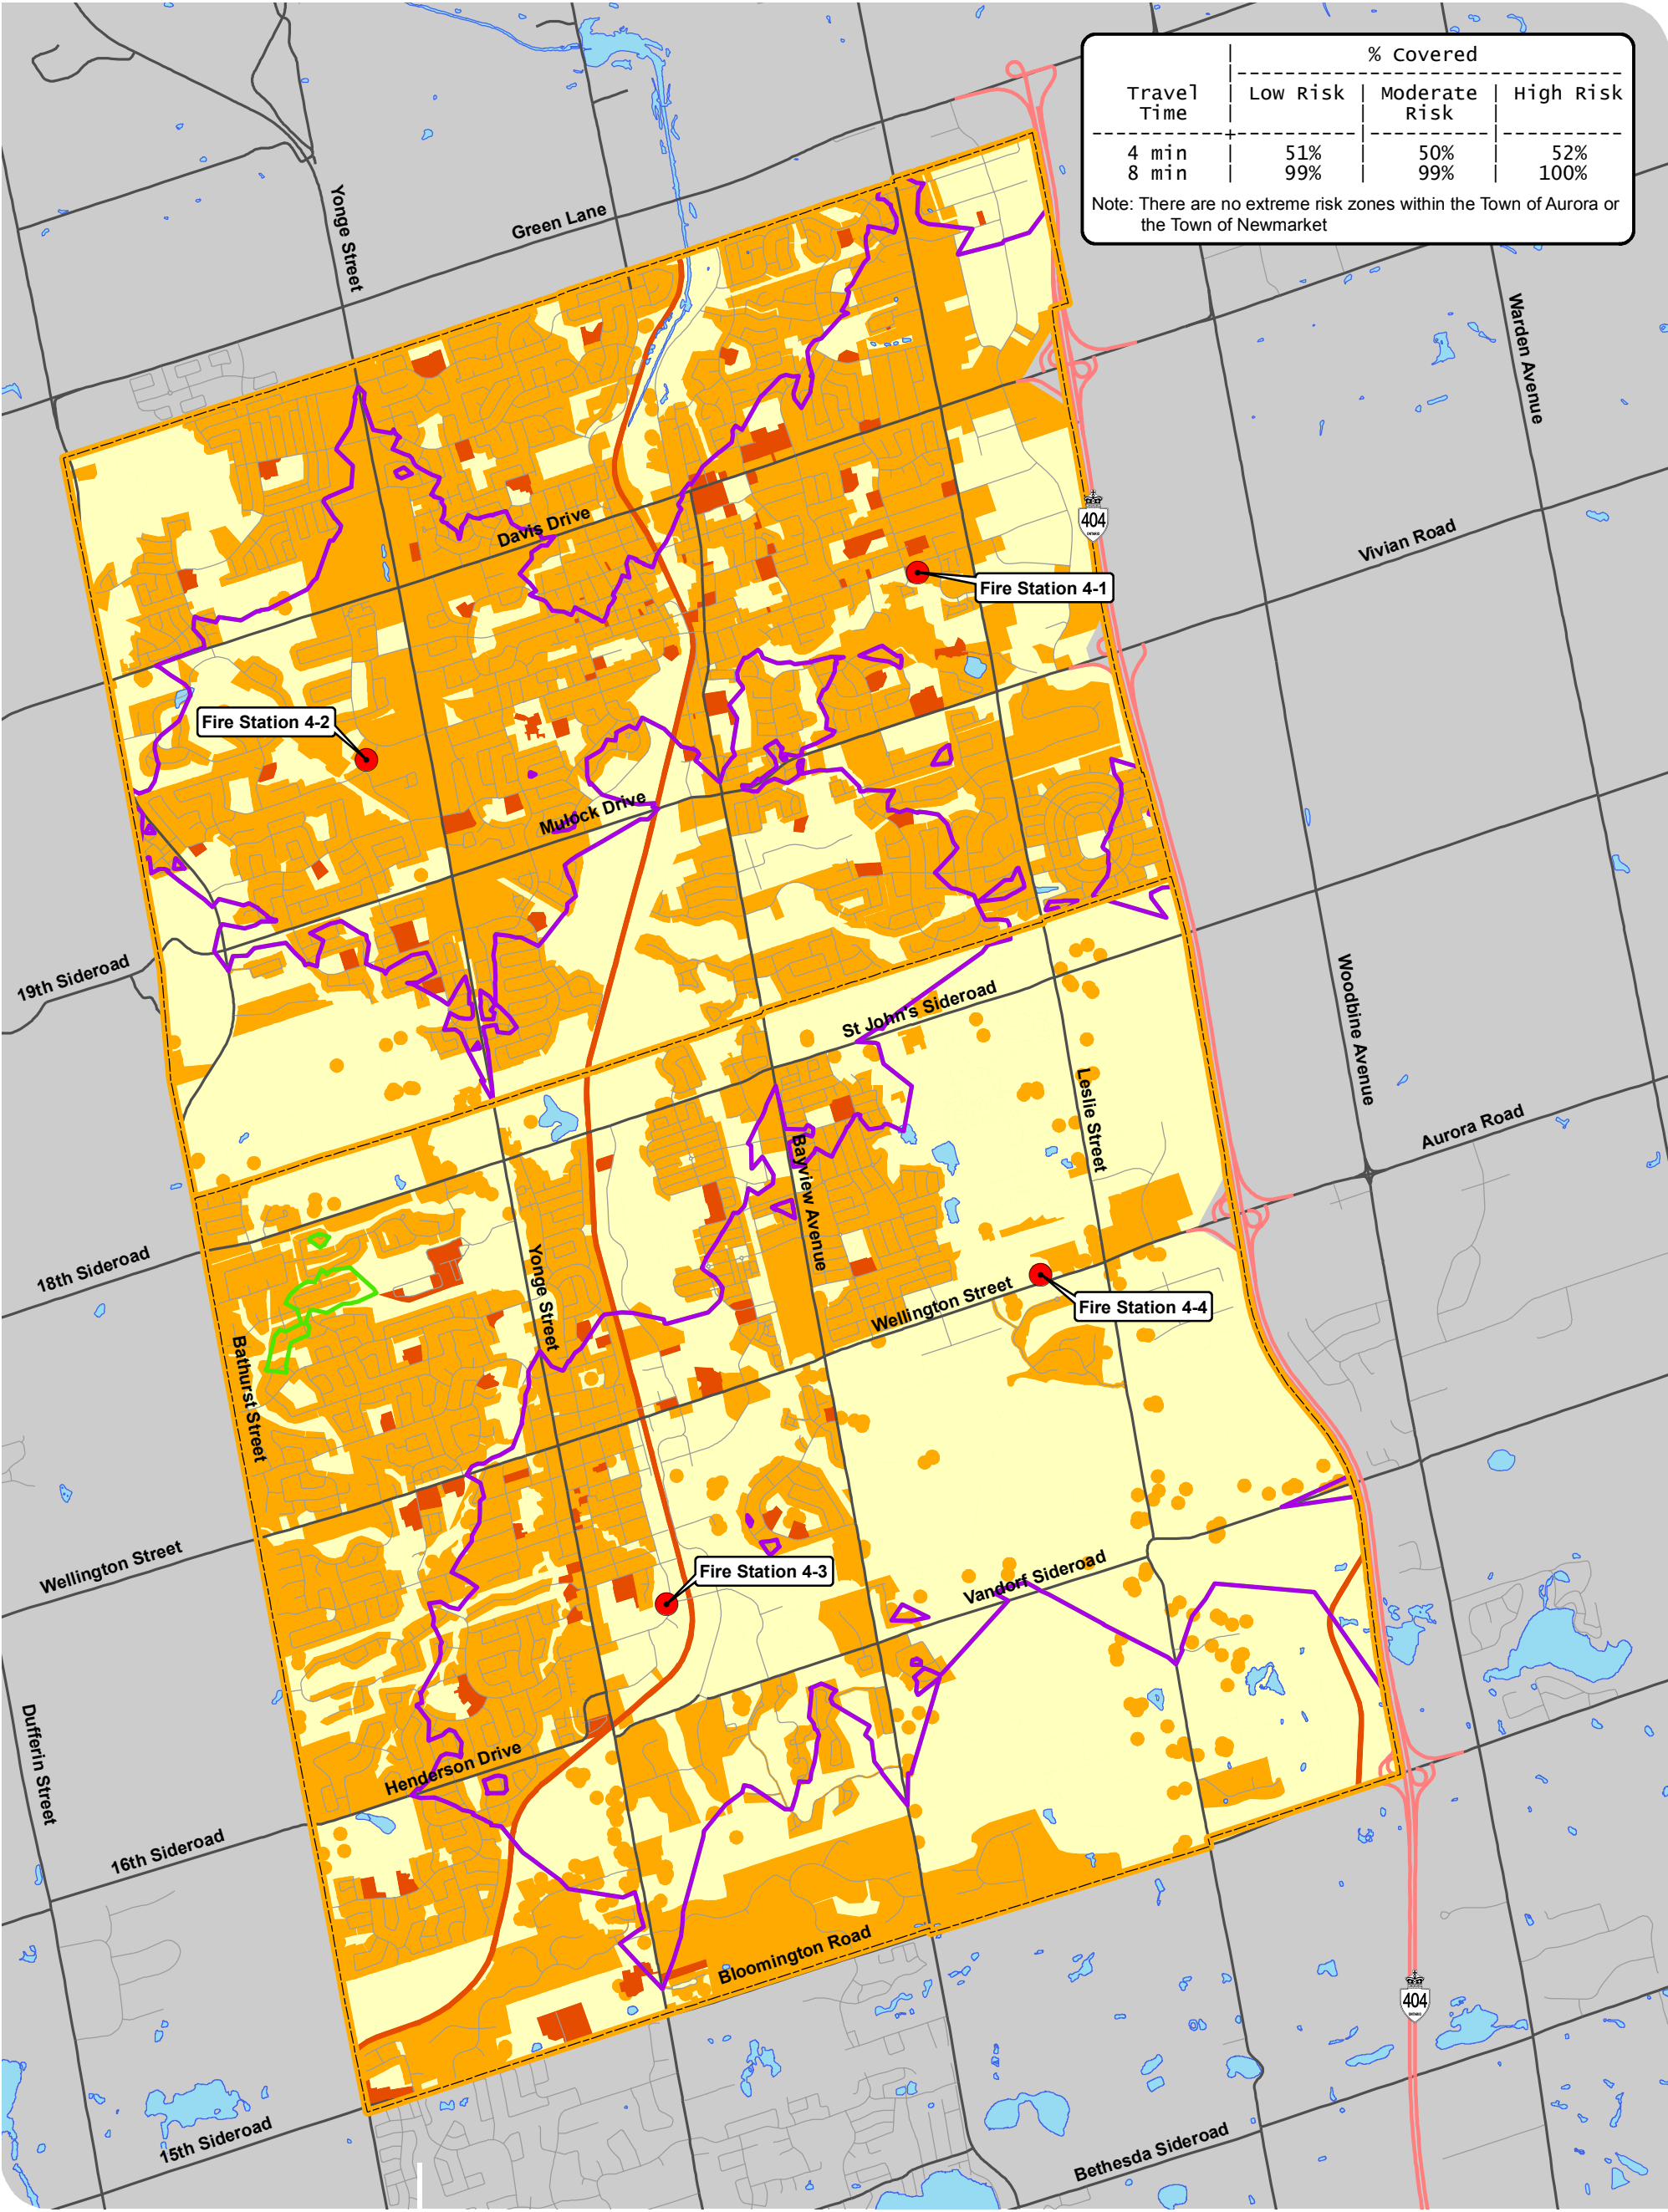 % Covered
Travel Time | Low Risk | Moderate Risk | High Risk
4 min | 51% | 50% | 52%
8 min | 99% | 99% | 100%
Note: There are no extreme risk zones within the Town of Aurora or
the Town of Newmarket
Yonge Street
Green Lane
Warden Avenue
Davis Drive
404
Vivian Road
Fire Station 4-1
Fire Station 4-2
Mulock Drive
19th Sideroad
St John's Sideroad
Woodbine Avenue
Leslie Street
Aurora Road
Bayview Avenue
18th Sideroad
Yonge Street
Wellington Street
Fire Station 4-4
Bathurst Street
Wellington Street
Fire Station 4-3
Vandorf Sideroad
Dufferin Street
Henderson Drive
16th Sideroad
Bloomington Road
404
15th Sideroad
Bethesda Sideroad